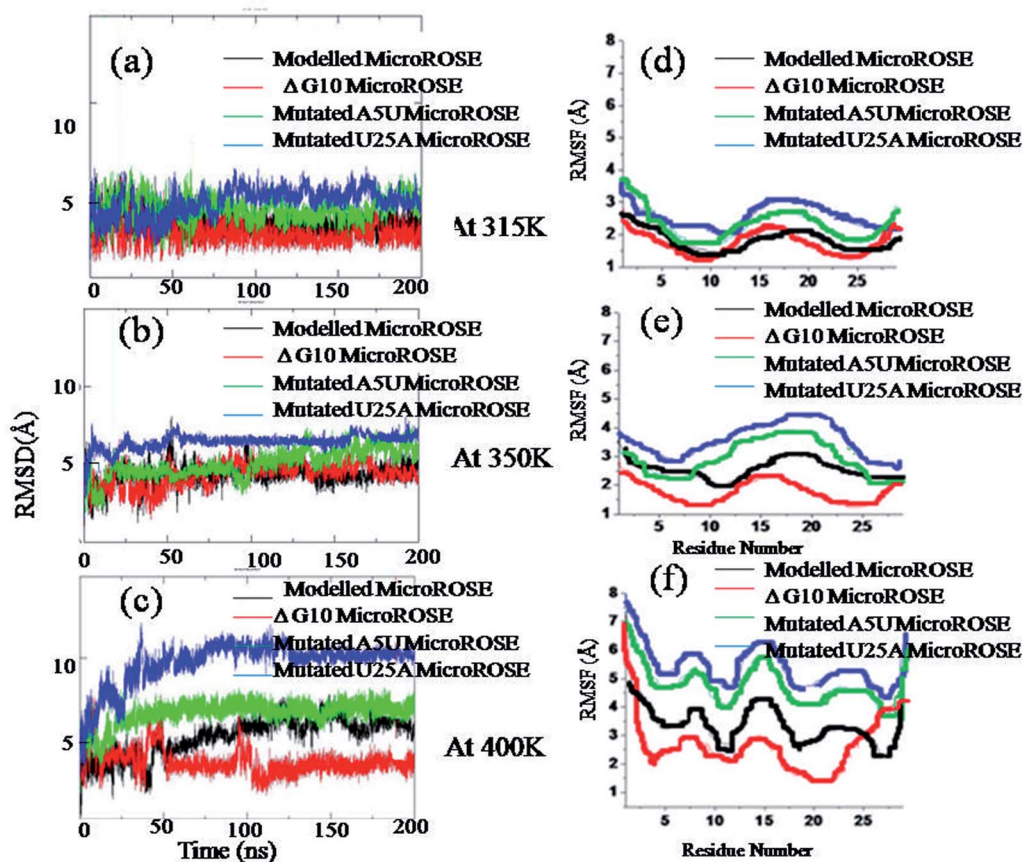 (a)
Modelled MicroROSE
Δ G10 MicroROSE
Mutated A5U MicroROSE
Mutated U25A MicroROSE
10
5
0 50 100 150 200
At 315K
(b)
Modelled MicroROSE
Δ G10 MicroROSE
Mutated A5U MicroROSE
Mutated U25A MicroROSE
10
5
0 50 100 150 200
RMSD(Å)
At 350K
(c)
Modelled MicroROSE
Δ G10 MicroROSE
Mutated A5U MicroROSE
Mutated U25A MicroROSE
10
5
0 50 100 150 200
Time (ns)
At 400K
(d)
Modelled MicroROSE
Δ G10 MicroROSE
Mutated A5U MicroROSE
Mutated U25A MicroROSE
RMSF (Å)
8
7
6
5
4
3
2
1
5 10 15 20 25
(e)
Modelled MicroROSE
Δ G10 MicroROSE
Mutated A5U MicroROSE
Mutated U25A MicroROSE
RMSF (Å)
8
7
6
5
4
3
2
1
5 10 15 20 25
Residue Number
(f)
Modelled MicroROSE
Δ G10 MicroROSE
Mutated A5U MicroROSE
Mutated U25A MicroROSE
RMSF (Å)
8
7
6
5
4
3
2
1
5 10 15 20 25
Residue Number